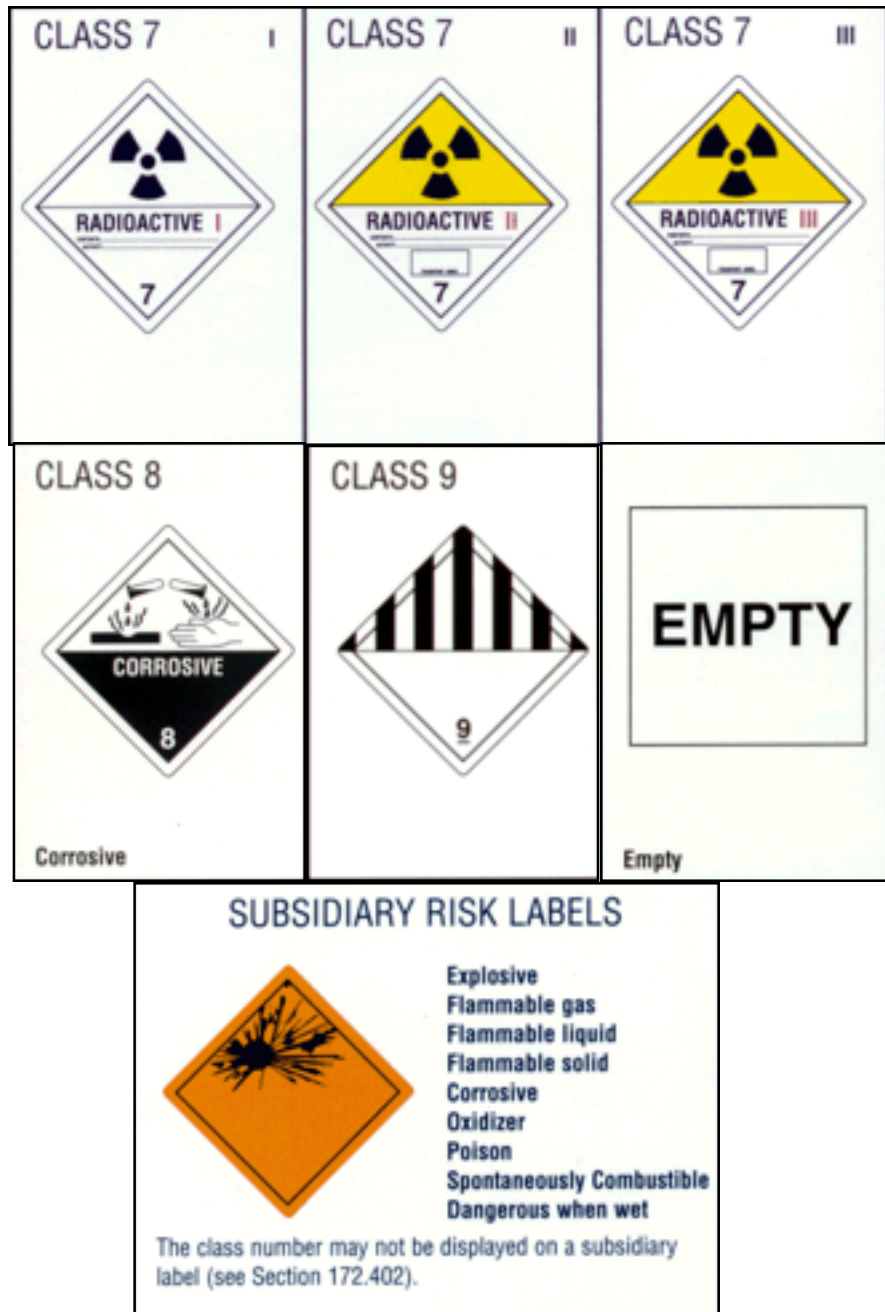 CLASS 7 I
CLASS 7 II
CLASS 7 III
RADIOACTIVE I
7
RADIOACTIVE II
7
RADIOACTIVE III
7
CLASS 8
CORROSIVE
8
Corrosive
CLASS 9
9
EMPTY
Empty
SUBSIDIARY RISK LABELS
Explosive
Flammable gas
Flammable liquid
Flammable solid
Corrosive
Oxidizer
Poison
Spontaneously Combustible
Dangerous when wet
The class number may not be displayed on a subsidiary
label (see Section 172.402).